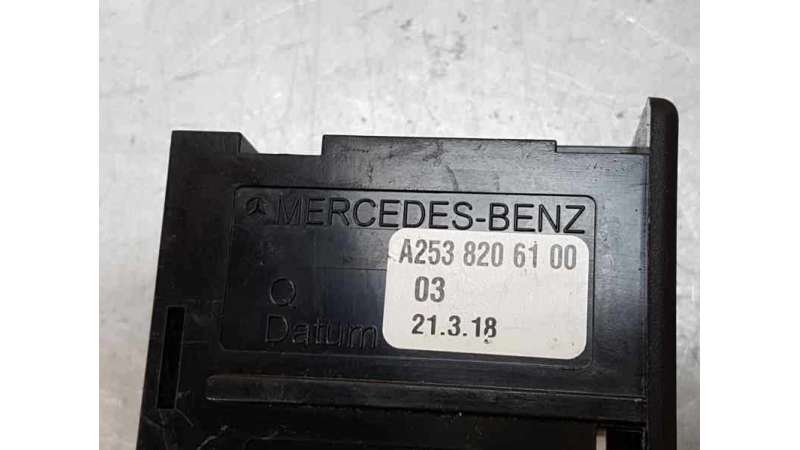 MERCEDES-BENZ
A253 820 61 00
Q 03
Datum 21.3.18